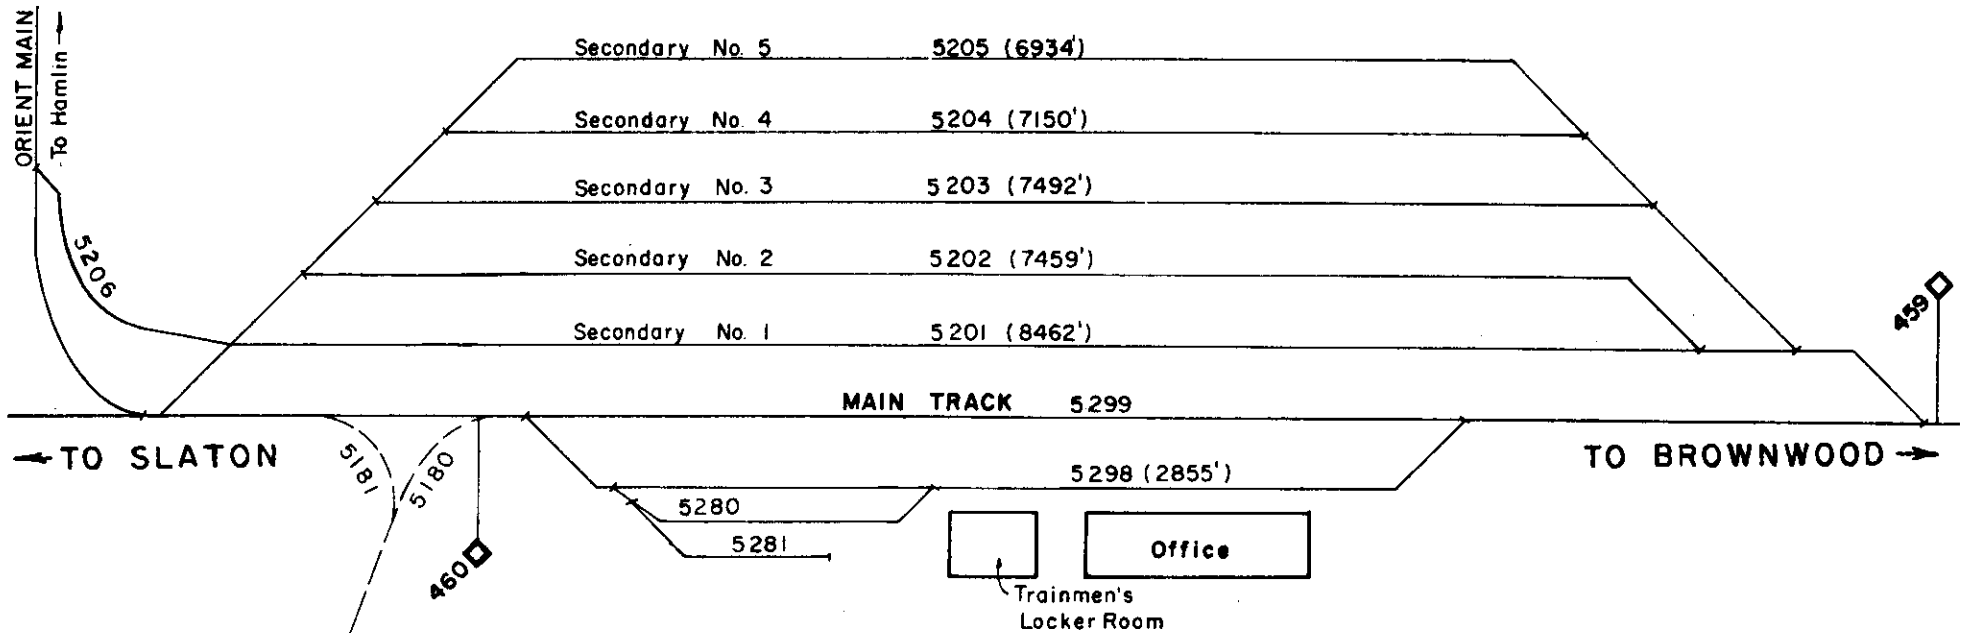 ORIENT MAIN
To Hamlin →
Secondary No. 5 5205 (6934')
Secondary No. 4 5204 (7150')
Secondary No. 3 5203 (7492')
5206
Secondary No. 2 5202 (7459')
459
Secondary No. 1 5201 (8462')
MAIN TRACK 5299
← TO SLATON
5181
5180
TO BROWNWOOD →
5298 (2855')
5280
5281
460
Office
Trainmen's
Locker Room